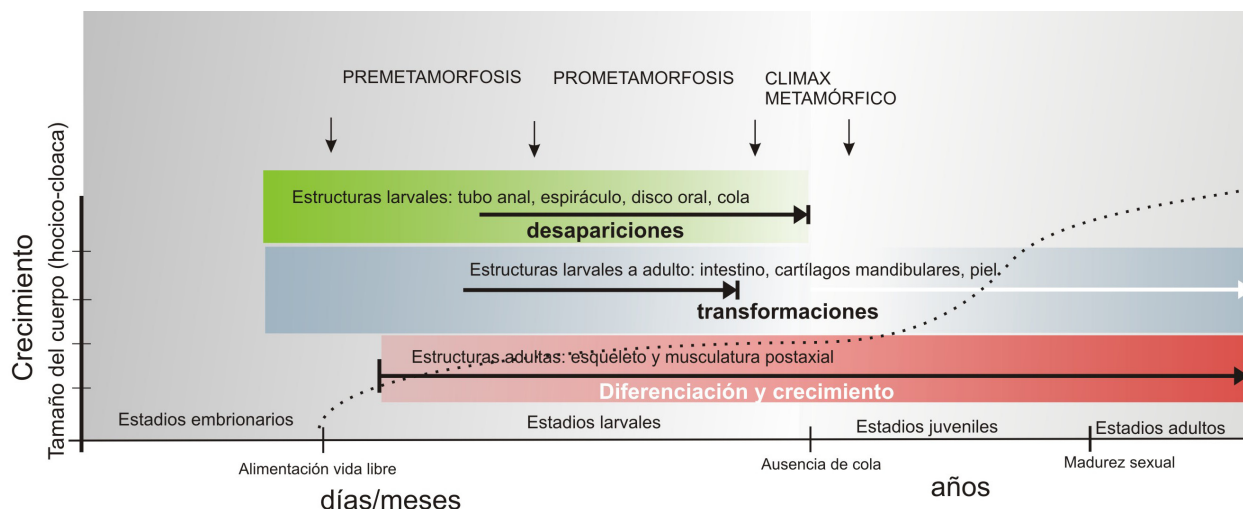 PREMETAMORFOSIS
PROMETAMORFOSIS
CLIMAX
METAMÓRFICO
Estructuras larvales: tubo anal, espiráculo, disco oral, cola
desapariciones
Estructuras larvales a adulto: intestino, cartílagos mandibulares, piel.
transformaciones
Estructuras adultas: esqueleto y musculatura postaxial
Diferenciación y crecimiento
Crecimiento
Tamaño del cuerpo (hocico-cloaca)
Estadios embrionarios
Estadios larvales
Estadios juveniles
Estadios adultos
Alimentación vida libre
Ausencia de cola
Madurez sexual
días/meses
años